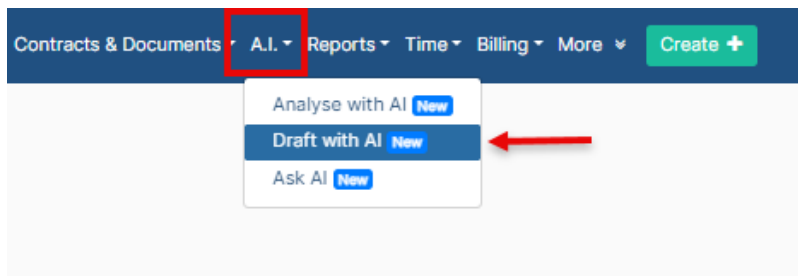 Contracts & Documents A.I. Reports Time Billing More Create +
Analyse with AI New
Draft with AI New
Ask AI New